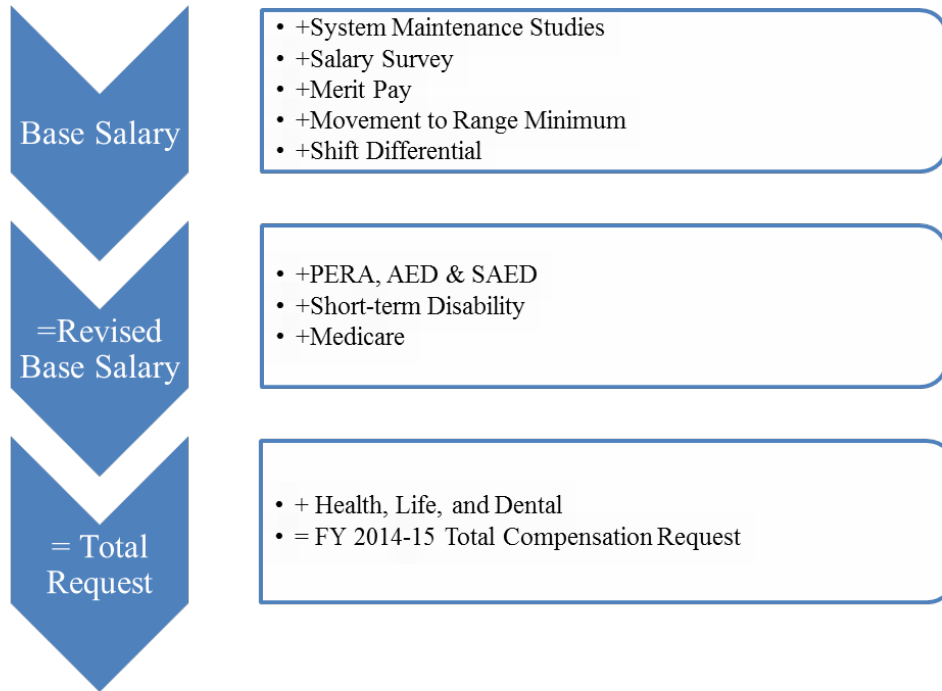 Base Salary
• +System Maintenance Studies
• +Salary Survey
• +Merit Pay
• +Movement to Range Minimum
• +Shift Differential
=Revised
Base Salary
• +PERA, AED & SAED
• +Short-term Disability
• +Medicare
= Total
Request
• + Health, Life, and Dental
• = FY 2014-15 Total Compensation Request